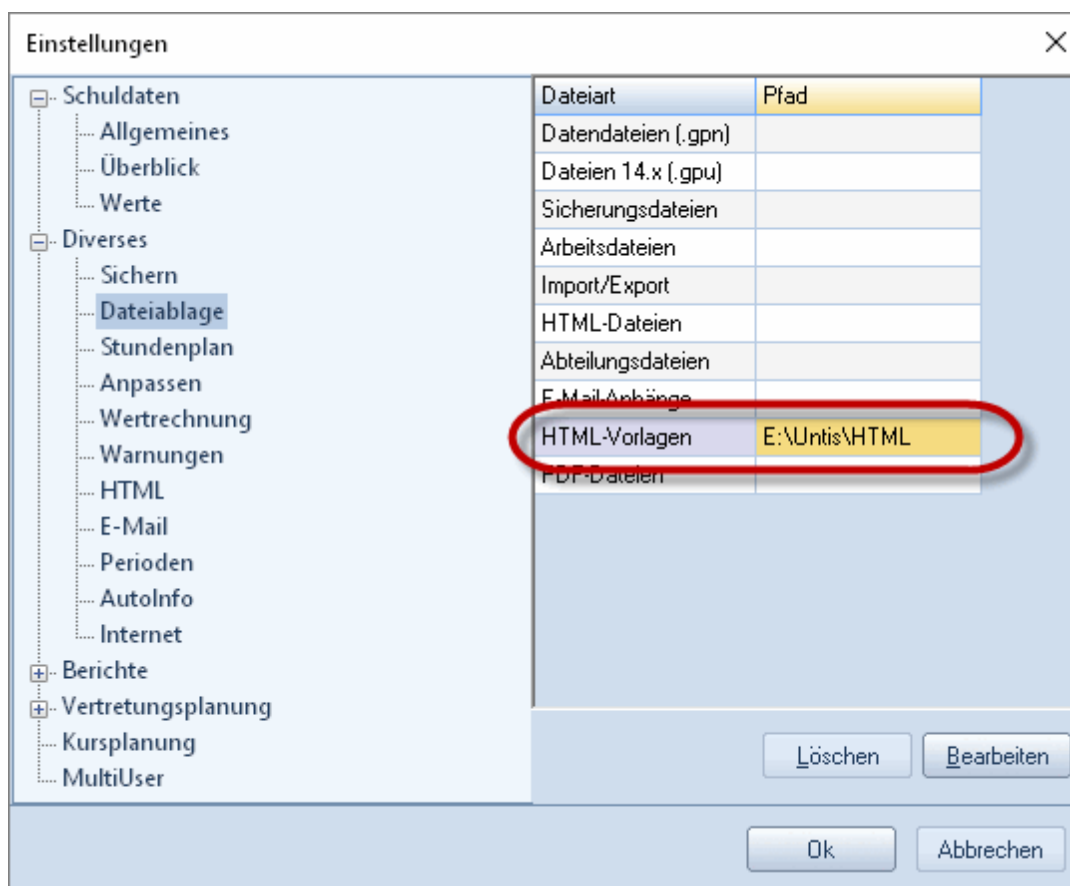 Einstellungen
Schuldaten
Allgemeines
Überblick
Werte
Diverses
Sichern
Dateiablage
Stundenplan
Anpassen
Wertrechnung
Warnungen
HTML
E-Mail
Perioden
AutoInfo
Internet
Berichte
Vertretungsplanung
Kursplanung
MultiUser
Dateiart Pfad
Datendateien (.gpn)
Dateien 14.x (.gpu)
Sicherungsdateien
Arbeitsdateien
Import/Export
HTML-Dateien
Abteilungsdateien
E-Mail-Anhänge
HTML-Vorlagen E:\Untis\HTML
PDF-Dateien
Löschen Bearbeiten
Ok Abbrechen